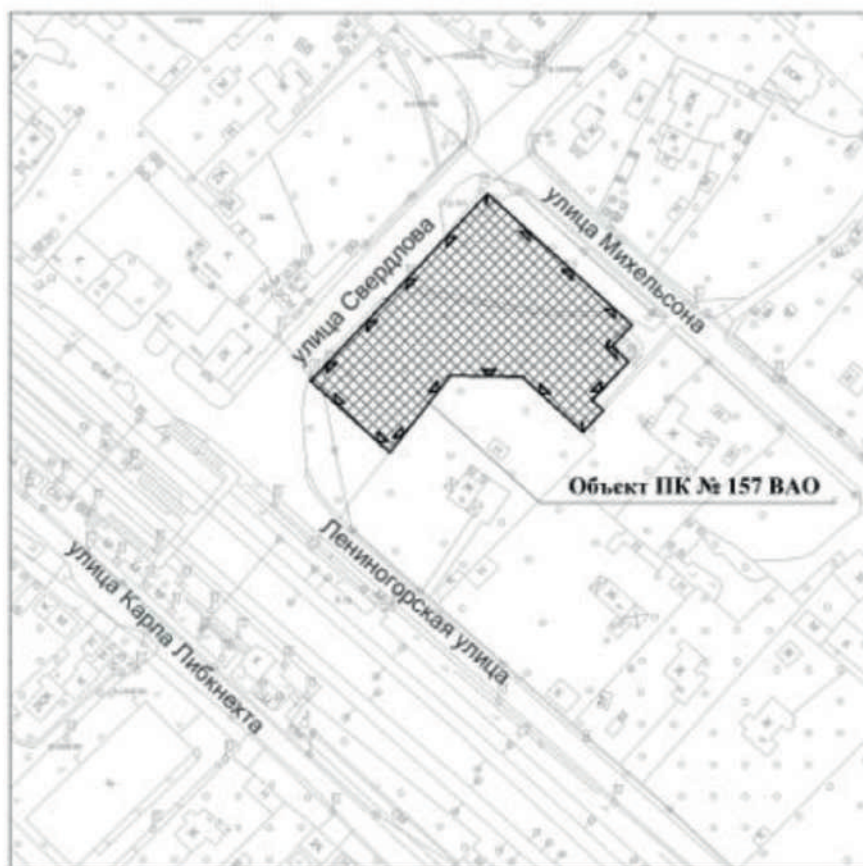 улица Михельсона
улица Свердлова
Объект ПК № 157 ВАО
Лениногорская улица
улица Карла Либкнехта